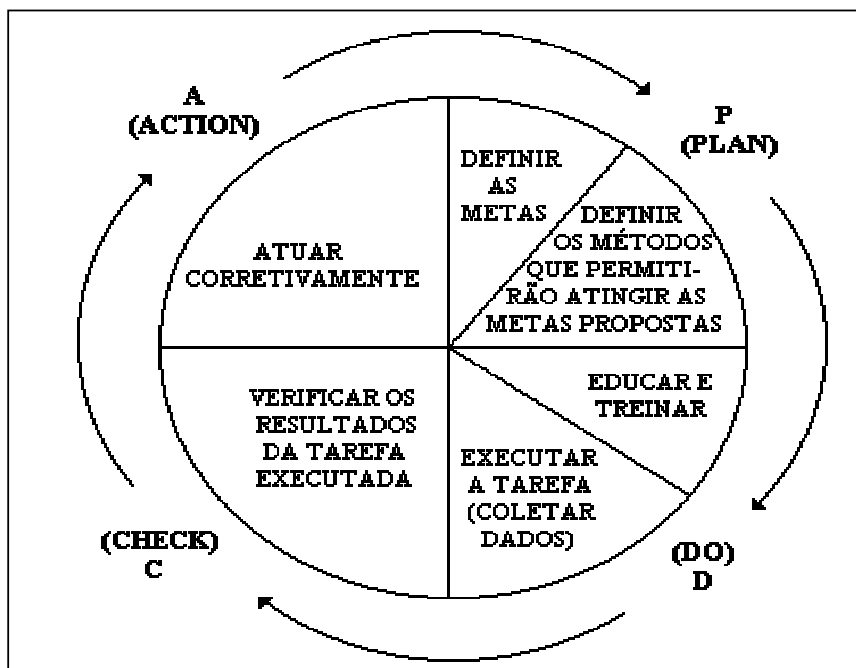 A
(ACTION)
P
(PLAN)
DEFINIR
AS
METAS
DEFINIR
OS MÉTODOS
QUE PERMITI-
RÃO ATINGIR AS
METAS PROPOSTAS
ATUAR
CORRETIVAMENTE
EDUCAR E
TREINAR
VERIFICAR OS
RESULTADOS
DA TAREFA
EXECUTADA
EXECUTAR
A TAREFA
(COLETAR
DADOS)
(CHECK)
C
(DO)
D